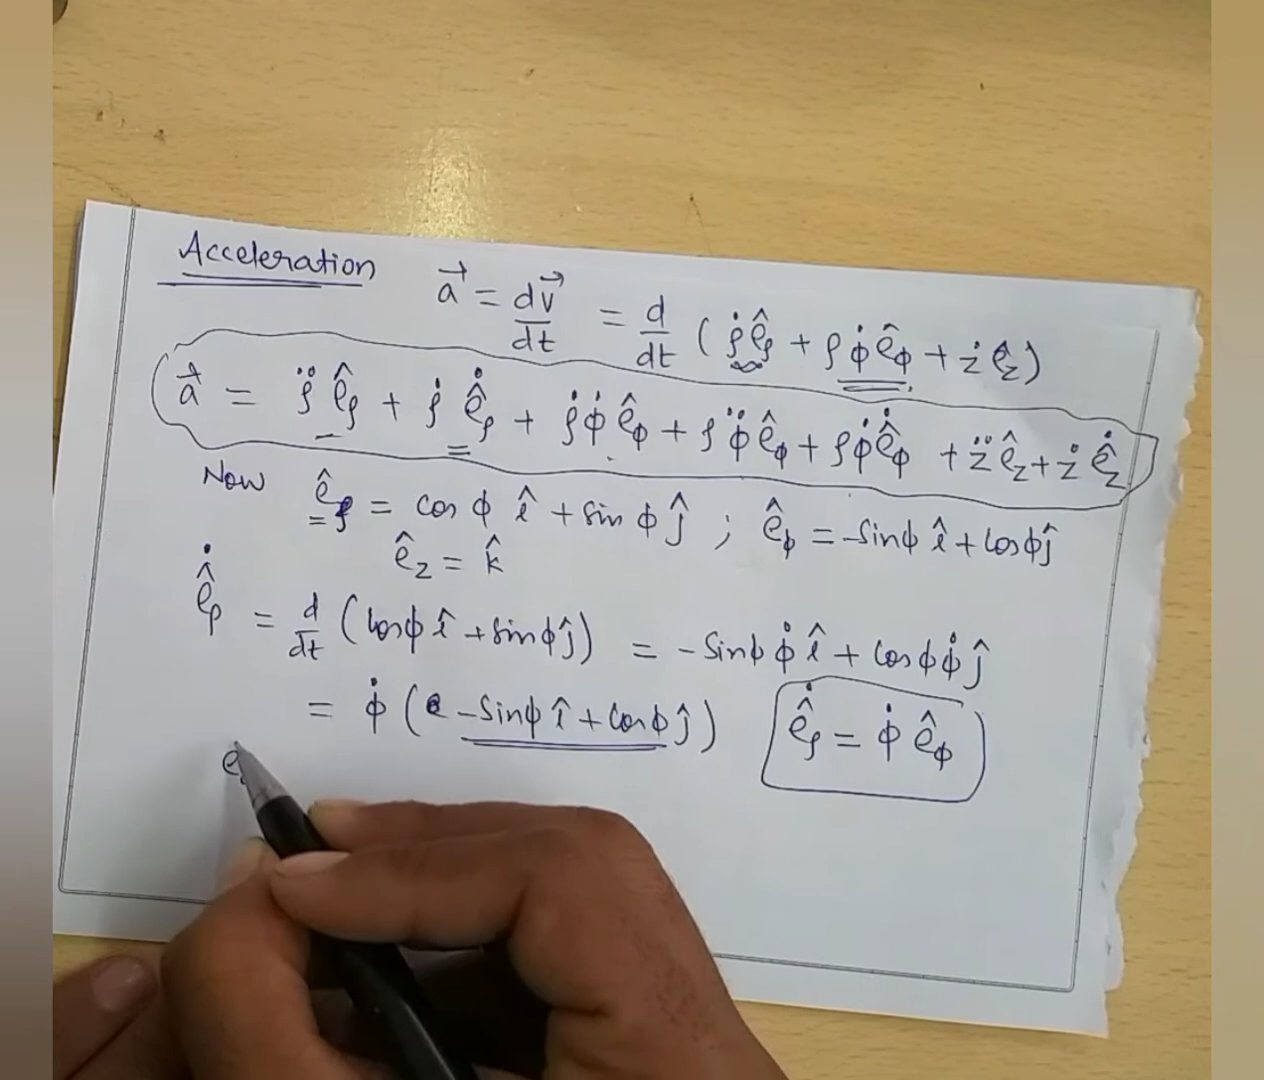 Acceleration a⃗ = dv⃗/dt = d/dt (ρ̇ ê_ρ + ρ φ̇ ê_φ + ż ê_z)
a⃗ = ρ̈ ê_ρ + ρ̇ ê̇_ρ + ρ̇ φ̇ ê_φ + ρ φ̈ ê_φ + ρ φ̇ ê̇_φ + z̈ ê_z + ż ê̇_z
Now ê_ρ = cos φ î + sin φ ĵ ; ê_φ = -sinφ î + cosφ ĵ
ê_z = k̂
ê̇_ρ = d/dt (cosφ î + sinφ ĵ) = -sinφ φ̇ î + cosφ φ̇ ĵ
= φ̇ (-sinφ î + cosφ ĵ) ê̇_ρ = φ̇ ê_φ
e